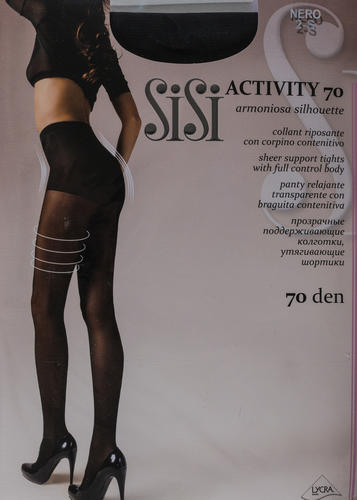 NERO
2-S
SiSi
ACTIVITY 70
armoniosa silhouette
collant riposante
con corpino contenitivo
sheer support tights
with full control body
panty relajante
transparente con
braguita contenitiva
прозрачные
поддерживающие
колготки,
утягивающие
шортики
70 den
LYCRA